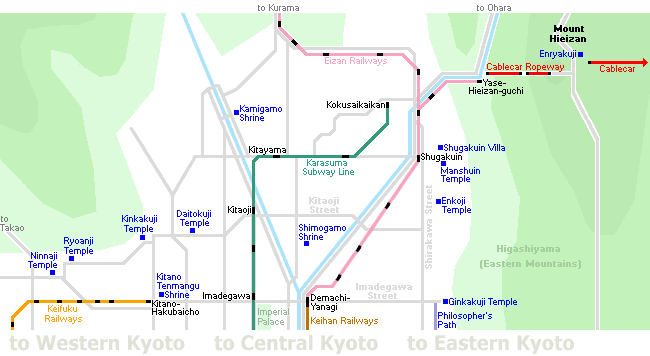 to Kurama
to Ohara
Mount
Hieizan
Enryakuji
Eizan Railways
Cablecar
Ropeway
Cablecar
Yase-
Hieizan-guchi
Kamigamo
Shrine
Kokusaikaikan
Kitayama
Karasuma
Subway Line
Shugakuin
Shugakuin Villa
Manshuin
Temple
Enkoji
Temple
Shirakawa Street
to
Takao
Kinkakuji
Temple
Daitokuji
Temple
Kitaoji
Kitaoji
Street
Shimogamo
Shrine
Ryoanji
Temple
Ninnaji
Temple
Higashiyama
(Eastern Mountains)
Kitano
Tenmangu
Shrine
Imadegawa
Imadegawa
Street
Demachi-
Yanagi
Ginkakuji Temple
Kitano-
Hakubaicho
Keifuku
Railways
Imperial
Palace
Keihan Railways
Philosopher's
Path
to Western Kyoto
to Central Kyoto
to Eastern Kyoto